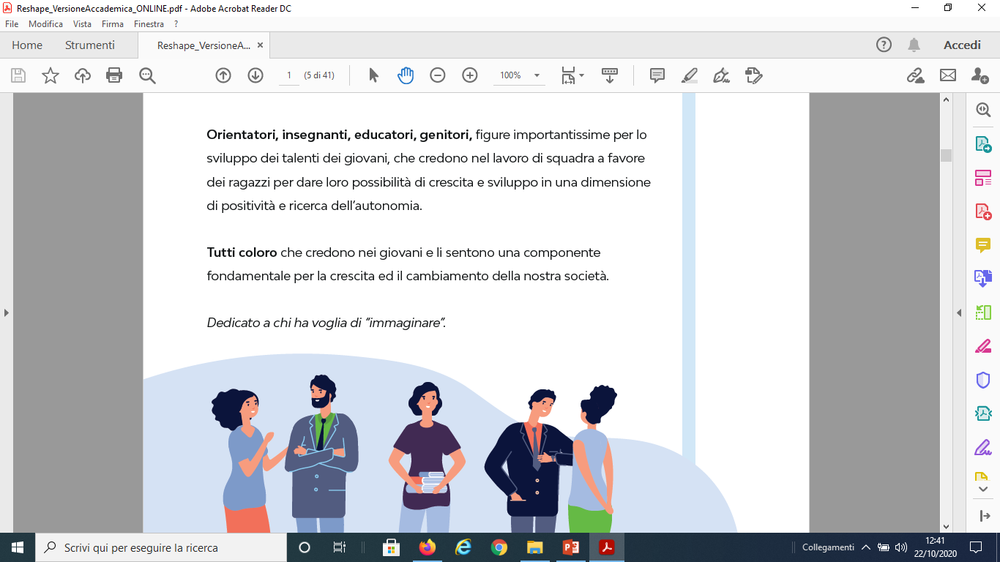 Reshape_VersioneAccademica_ONLINE.pdf - Adobe Acrobat Reader DC
File Modifica Vista Firma Finestra ?
Home Strumenti Reshape_VersioneA... × Accedi
1 (5 di 41) 100%
Orientatori, insegnanti, educatori, genitori, figure importantissime per lo
sviluppo dei talenti dei giovani, che credono nel lavoro di squadra a favore
dei ragazzi per dare loro possibilità di crescita e sviluppo in una dimensione
di positività e ricerca dell’autonomia.
Tutti coloro che credono nei giovani e li sentono una componente
fondamentale per la crescita ed il cambiamento della nostra società.
Dedicato a chi ha voglia di “immaginare”.
Scrivi qui per eseguire la ricerca
Collegamenti
12:41
22/10/2020